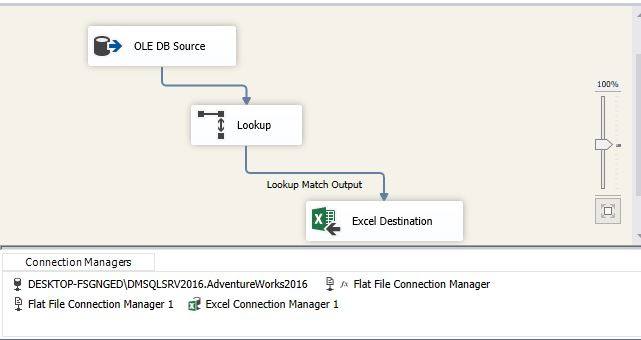 OLE DB Source
100%
Lookup
Lookup Match Output
Excel Destination
Connection Managers
DESKTOP-FSGNGED\DMSQLSRV2016.AdventureWorks2016 fx Flat File Connection Manager
Flat File Connection Manager 1 Excel Connection Manager 1